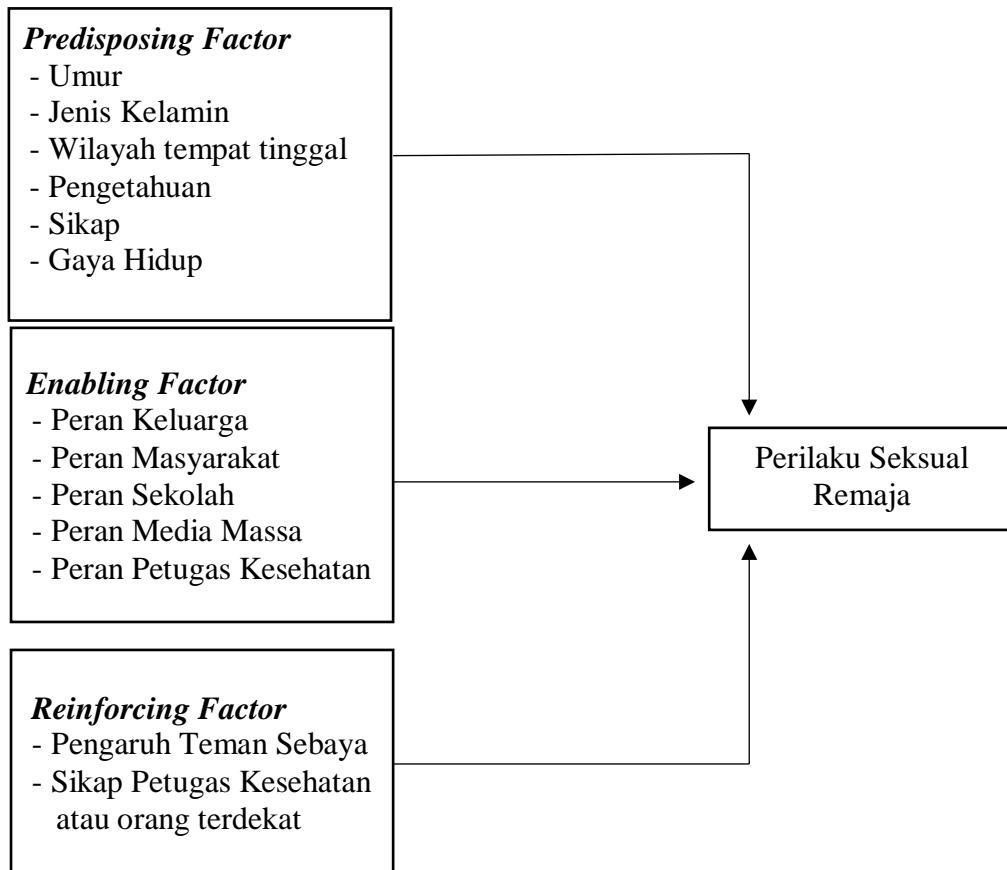 Predisposing Factor
- Umur
- Jenis Kelamin
- Wilayah tempat tinggal
- Pengetahuan
- Sikap
- Gaya Hidup
Enabling Factor
- Peran Keluarga
- Peran Masyarakat
- Peran Sekolah
- Peran Media Massa
- Peran Petugas Kesehatan
Reinforcing Factor
- Pengaruh Teman Sebaya
- Sikap Petugas Kesehatan
atau orang terdekat
Perilaku Seksual
Remaja